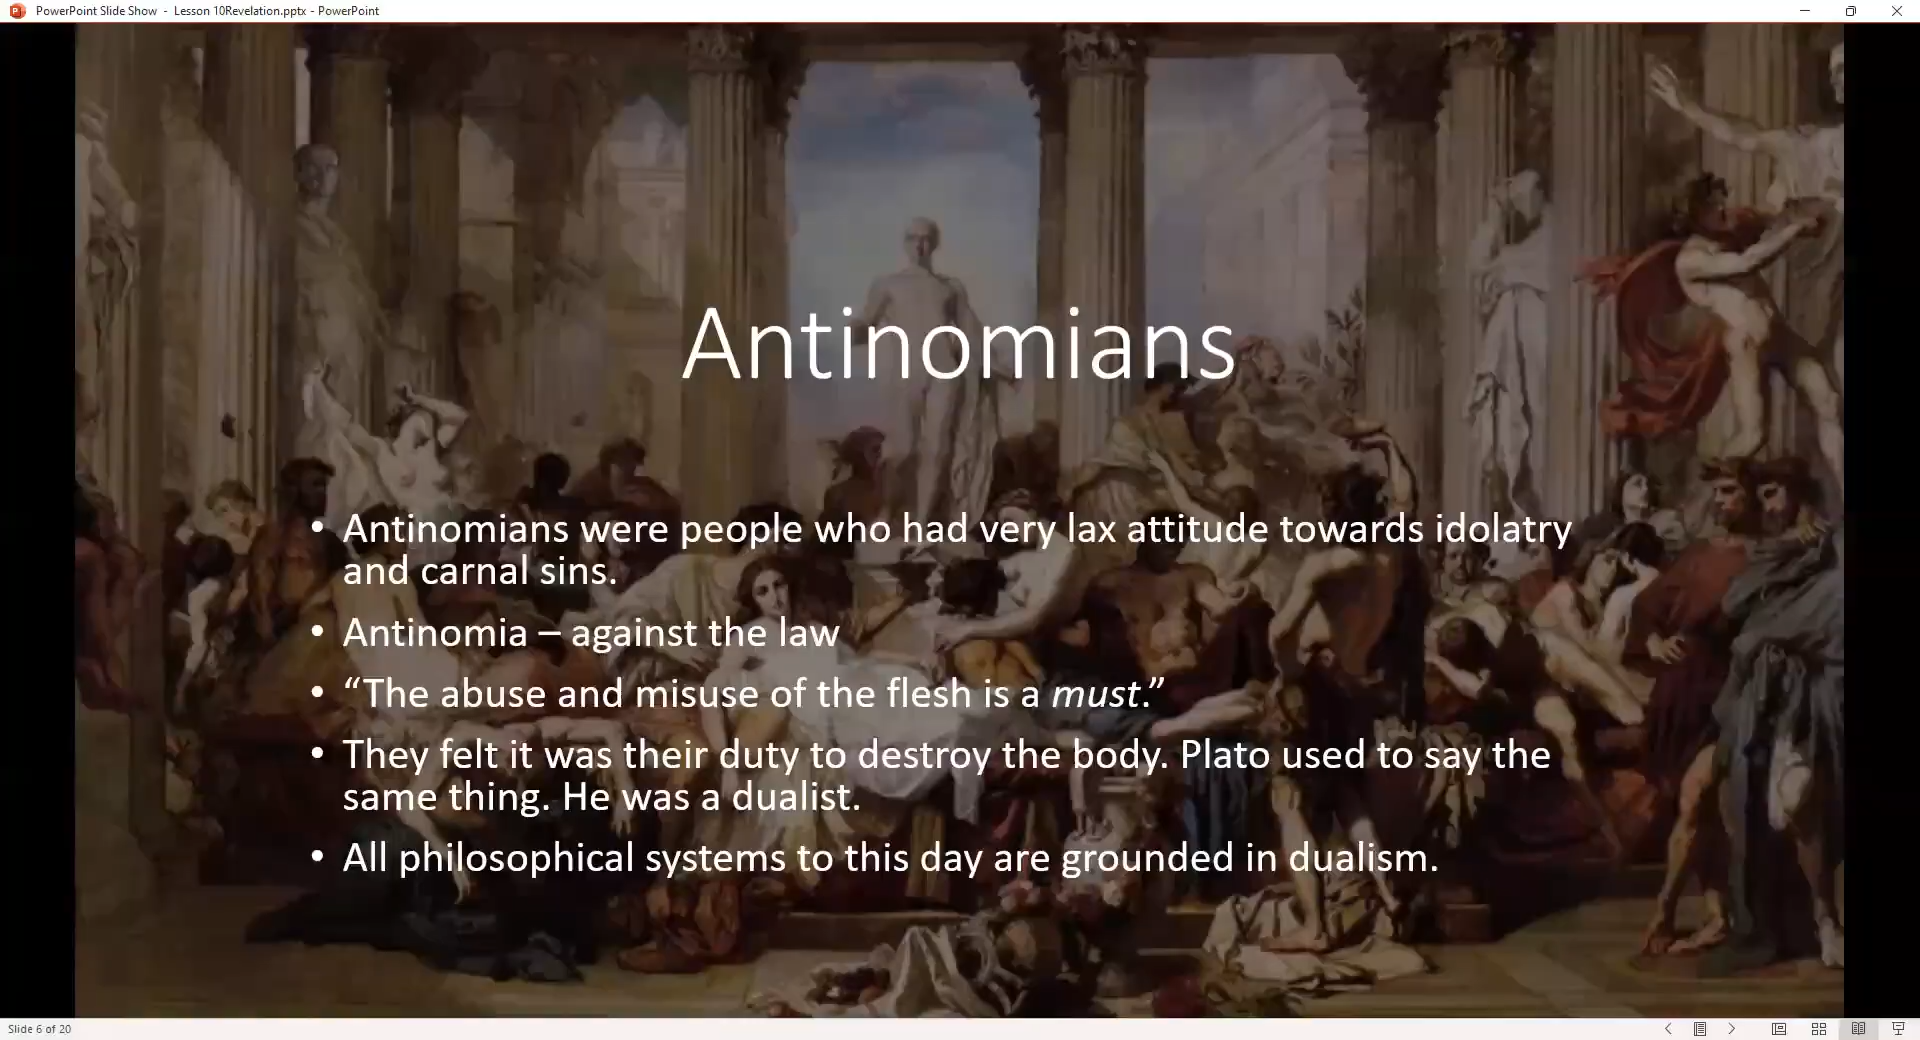 PowerPoint Slide Show - Lesson 10Revelation.pptx - PowerPoint
Antinomians
• Antinomians were people who had very lax attitude towards idolatry
and carnal sins.
• Antinomia – against the law
• “The abuse and misuse of the flesh is a must.”
• They felt it was their duty to destroy the body. Plato used to say the
same thing. He was a dualist.
• All philosophical systems to this day are grounded in dualism.
Slide 6 of 20